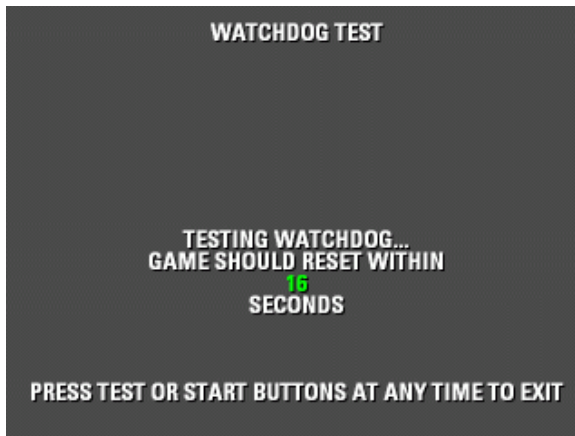 WATCHDOG TEST
TESTING WATCHDOG...
GAME SHOULD RESET WITHIN
16
SECONDS
PRESS TEST OR START BUTTONS AT ANY TIME TO EXIT